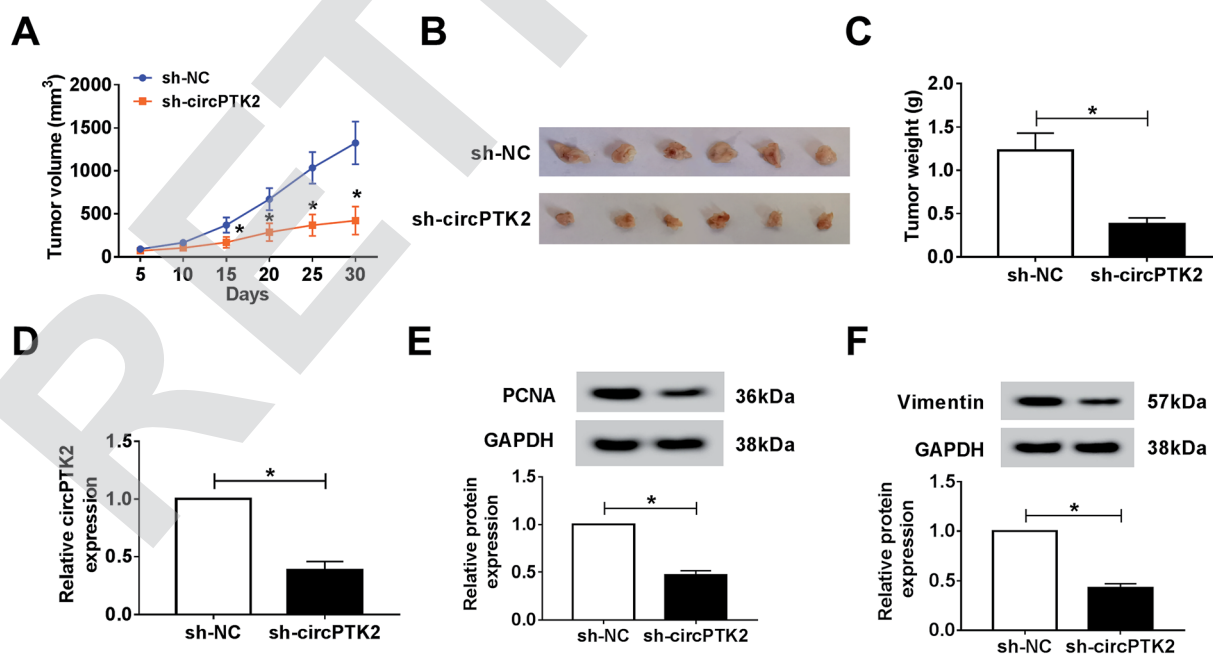 A
sh-NC
sh-circPTK2
Tumor volume (mm³)
2000
1500
1000
500
0
*
*
*
*
5 10 15 20 25 30
Days
B
sh-NC
sh-circPTK2
C
Tumor weight (g)
2.0
1.5
1.0
0.5
0.0
*
sh-NC sh-circPTK2
D
Relative circPTK2
expression
1.5
1.0
0.5
0.0
*
sh-NC sh-circPTK2
E
PCNA 36kDa
GAPDH 38kDa
Relative protein
expression
1.5
1.0
0.5
0.0
*
sh-NC sh-circPTK2
F
Vimentin 57kDa
GAPDH 38kDa
Relative protein
expression
1.5
1.0
0.5
0.0
*
sh-NC sh-circPTK2
RET